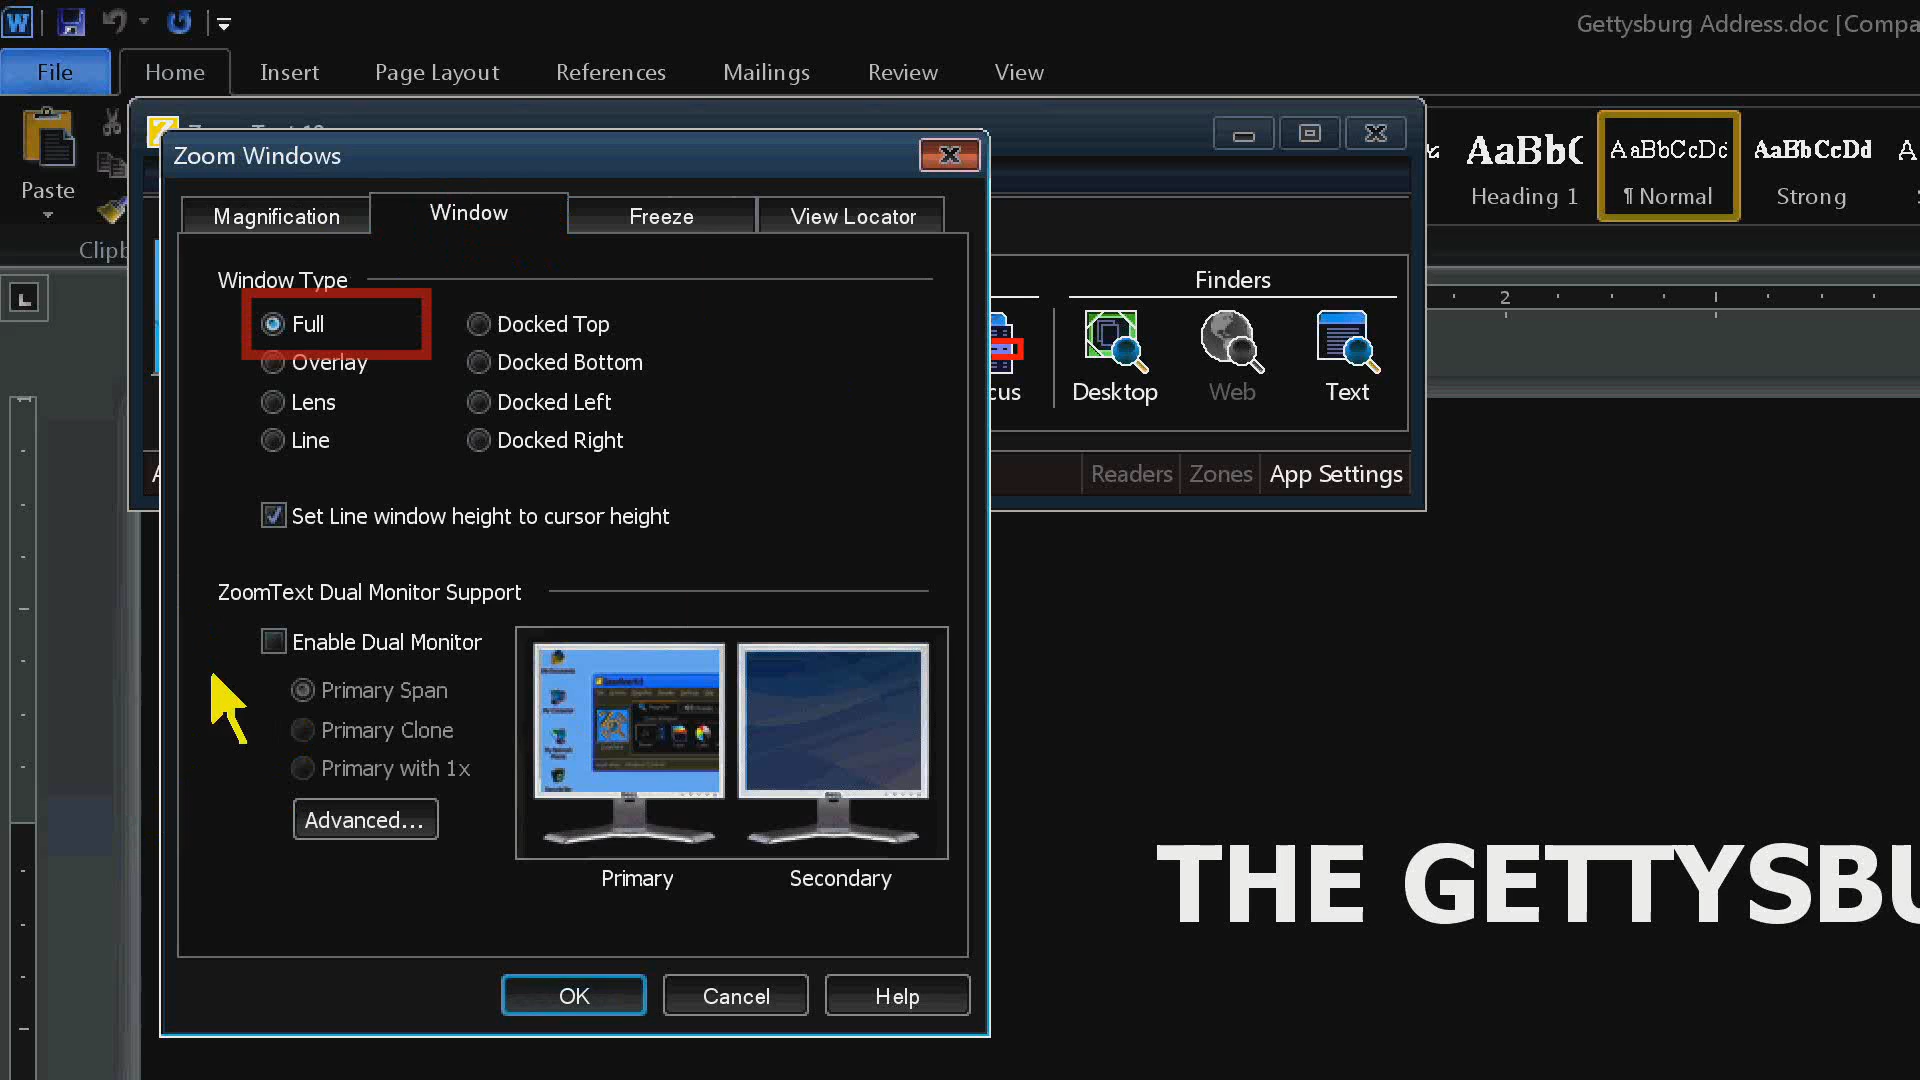 Gettysburg Address.doc [Compa
File Home Insert Page Layout References Mailings Review View
Paste
Clipb
AaBb( AaBbCcDc AaBbCcDd A
Heading 1 ¶ Normal Strong
Zoom Windows
Magnification Window Freeze View Locator
Window Type
Full Docked Top
Overlay Docked Bottom
Lens Docked Left
Line Docked Right
Set Line window height to cursor height
ZoomText Dual Monitor Support
Enable Dual Monitor
Primary Span
Primary Clone
Primary with 1x
Advanced...
Primary Secondary
OK Cancel Help
Finders
cus Desktop Web Text
A Readers Zones App Settings
2
THE GETTYSBU